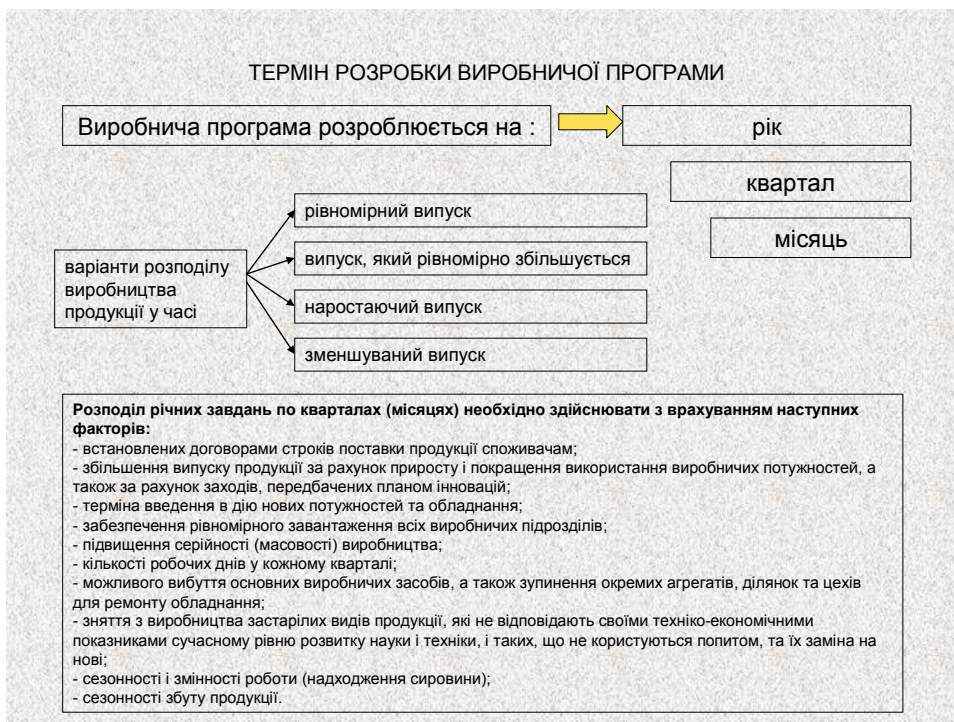 ТЕРМІН РОЗРОБКИ ВИРОБНИЧОЇ ПРОГРАМИ
Виробнича програма розроблюється на :
рік
квартал
місяць
варіанти розподілу
виробництва
продукції у часі
рівномірний випуск
випуск, який рівномірно збільшується
наростаючий випуск
зменшуваний випуск
Розподіл річних завдань по кварталах (місяцях) необхідно здійснювати з врахуванням наступних
факторів:
- встановлених договорами строків поставки продукції споживачам;
- збільшення випуску продукції за рахунок приросту і покращення використання виробничих потужностей, а
також за рахунок заходів, передбачених планом інновацій;
- терміна введення в дію нових потужностей та обладнання;
- забезпечення рівномірного завантаження всіх виробничих підрозділів;
- підвищення серійності (масовості) виробництва;
- кількості робочих днів у кожному кварталі;
- можливого вибуття основних виробничих засобів, а також зупинення окремих агрегатів, ділянок та цехів
для ремонту обладнання;
- зняття з виробництва застарілих видів продукції, які не відповідають своїми техніко-економічними
показниками сучасному рівню розвитку науки і техніки, і таких, що не користуються попитом, та їх заміна на
нові;
- сезонності і змінності роботи (надходження сировини);
- сезонності збуту продукції.